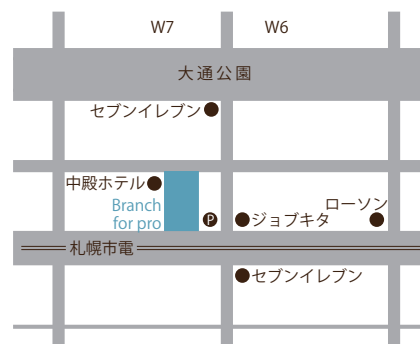 W7
W6
大通公園
セブンイレブン
中殿ホテル
Branch
for pro
P
ジョブキタ
ローソン
札幌市電
セブンイレブン